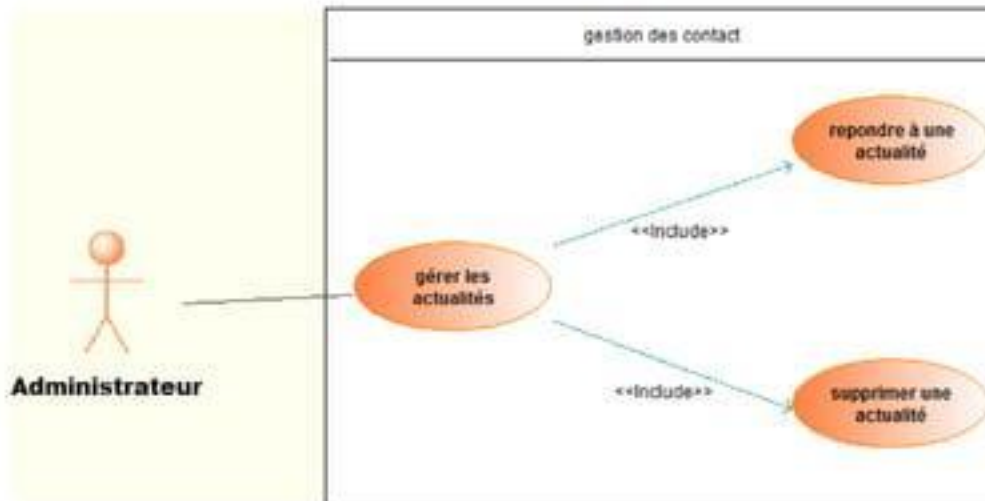 gestion des contact
repondre à une
actualité
<<Include>>
gérer les
actualités
Administrateur
<<Include>>
supprimer une
actualité